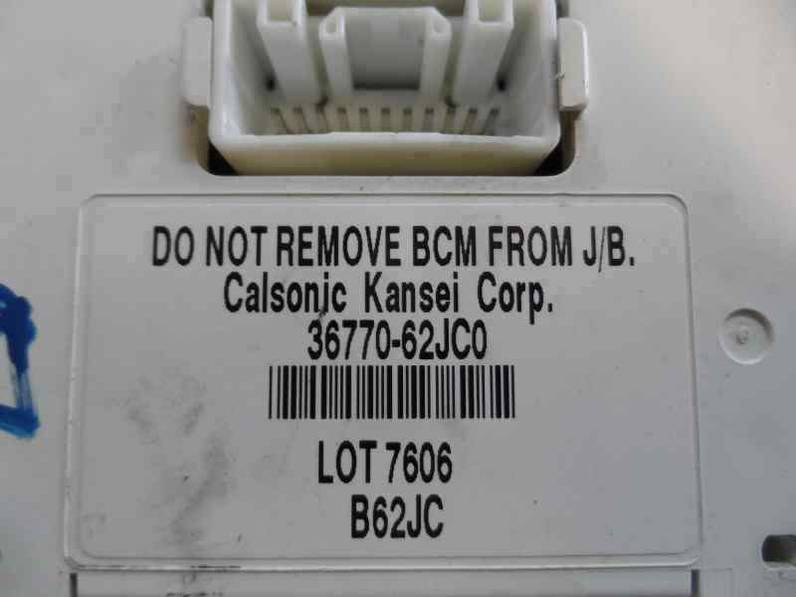 DO NOT REMOVE BCM FROM J/B.
Calsonic Kansei Corp.
36770-62JC0
LOT 7606
B62JC